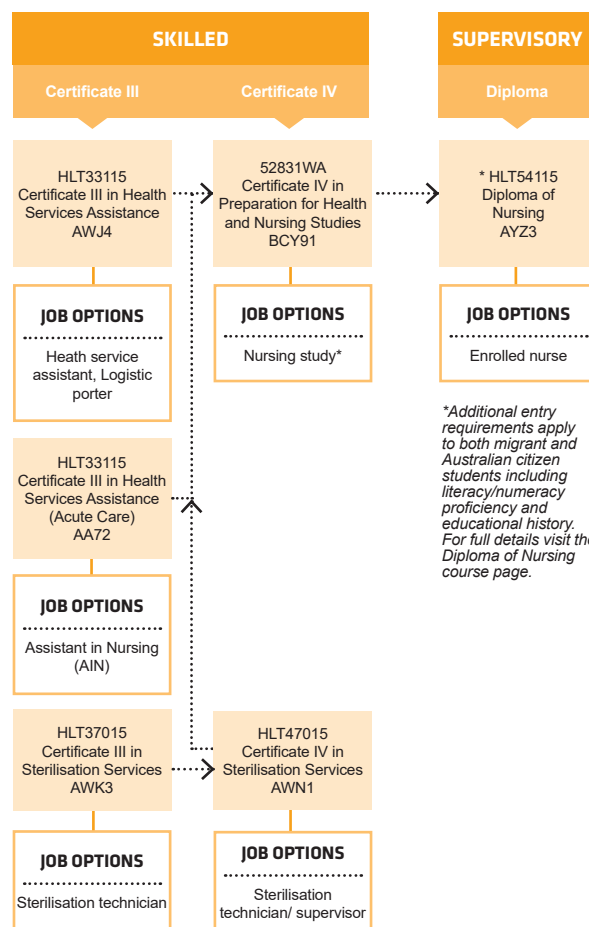 SKILLED
SUPERVISORY
Certificate III
Certificate IV
Diploma
HLT33115
Certificate III in Health
Services Assistance
AWJ4
52831WA
Certificate IV in
Preparation for Health
and Nursing Studies
BCY91
* HLT54115
Diploma of
Nursing
AYZ3
JOB OPTIONS
Heath service
assistant, Logistic
porter
JOB OPTIONS
Nursing study*
JOB OPTIONS
Enrolled nurse
*Additional entry
requirements apply
to both migrant and
Australian citizen
students including
literacy/numeracy
proficiency and
educational history.
For full details visit the
Diploma of Nursing
course page.
HLT33115
Certificate III in Health
Services Assistance
(Acute Care)
AA72
JOB OPTIONS
Assistant in Nursing
(AIN)
HLT37015
Certificate III in
Sterilisation Services
AWK3
HLT47015
Certificate IV in
Sterilisation Services
AWN1
JOB OPTIONS
Sterilisation technician
JOB OPTIONS
Sterilisation
technician/ supervisor